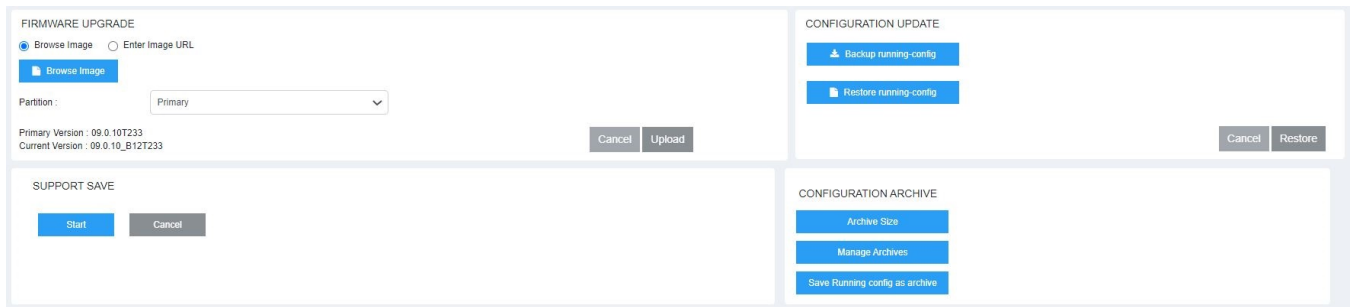 FIRMWARE UPGRADE
Browse Image Enter Image URL
Browse Image
Partition : Primary
Primary Version : 09.0.10T233
Current Version : 09.0.10_B12T233
Cancel Upload
CONFIGURATION UPDATE
Backup running-config
Restore running-config
Cancel Restore
SUPPORT SAVE
Start Cancel
CONFIGURATION ARCHIVE
Archive Size
Manage Archives
Save Running config as archive